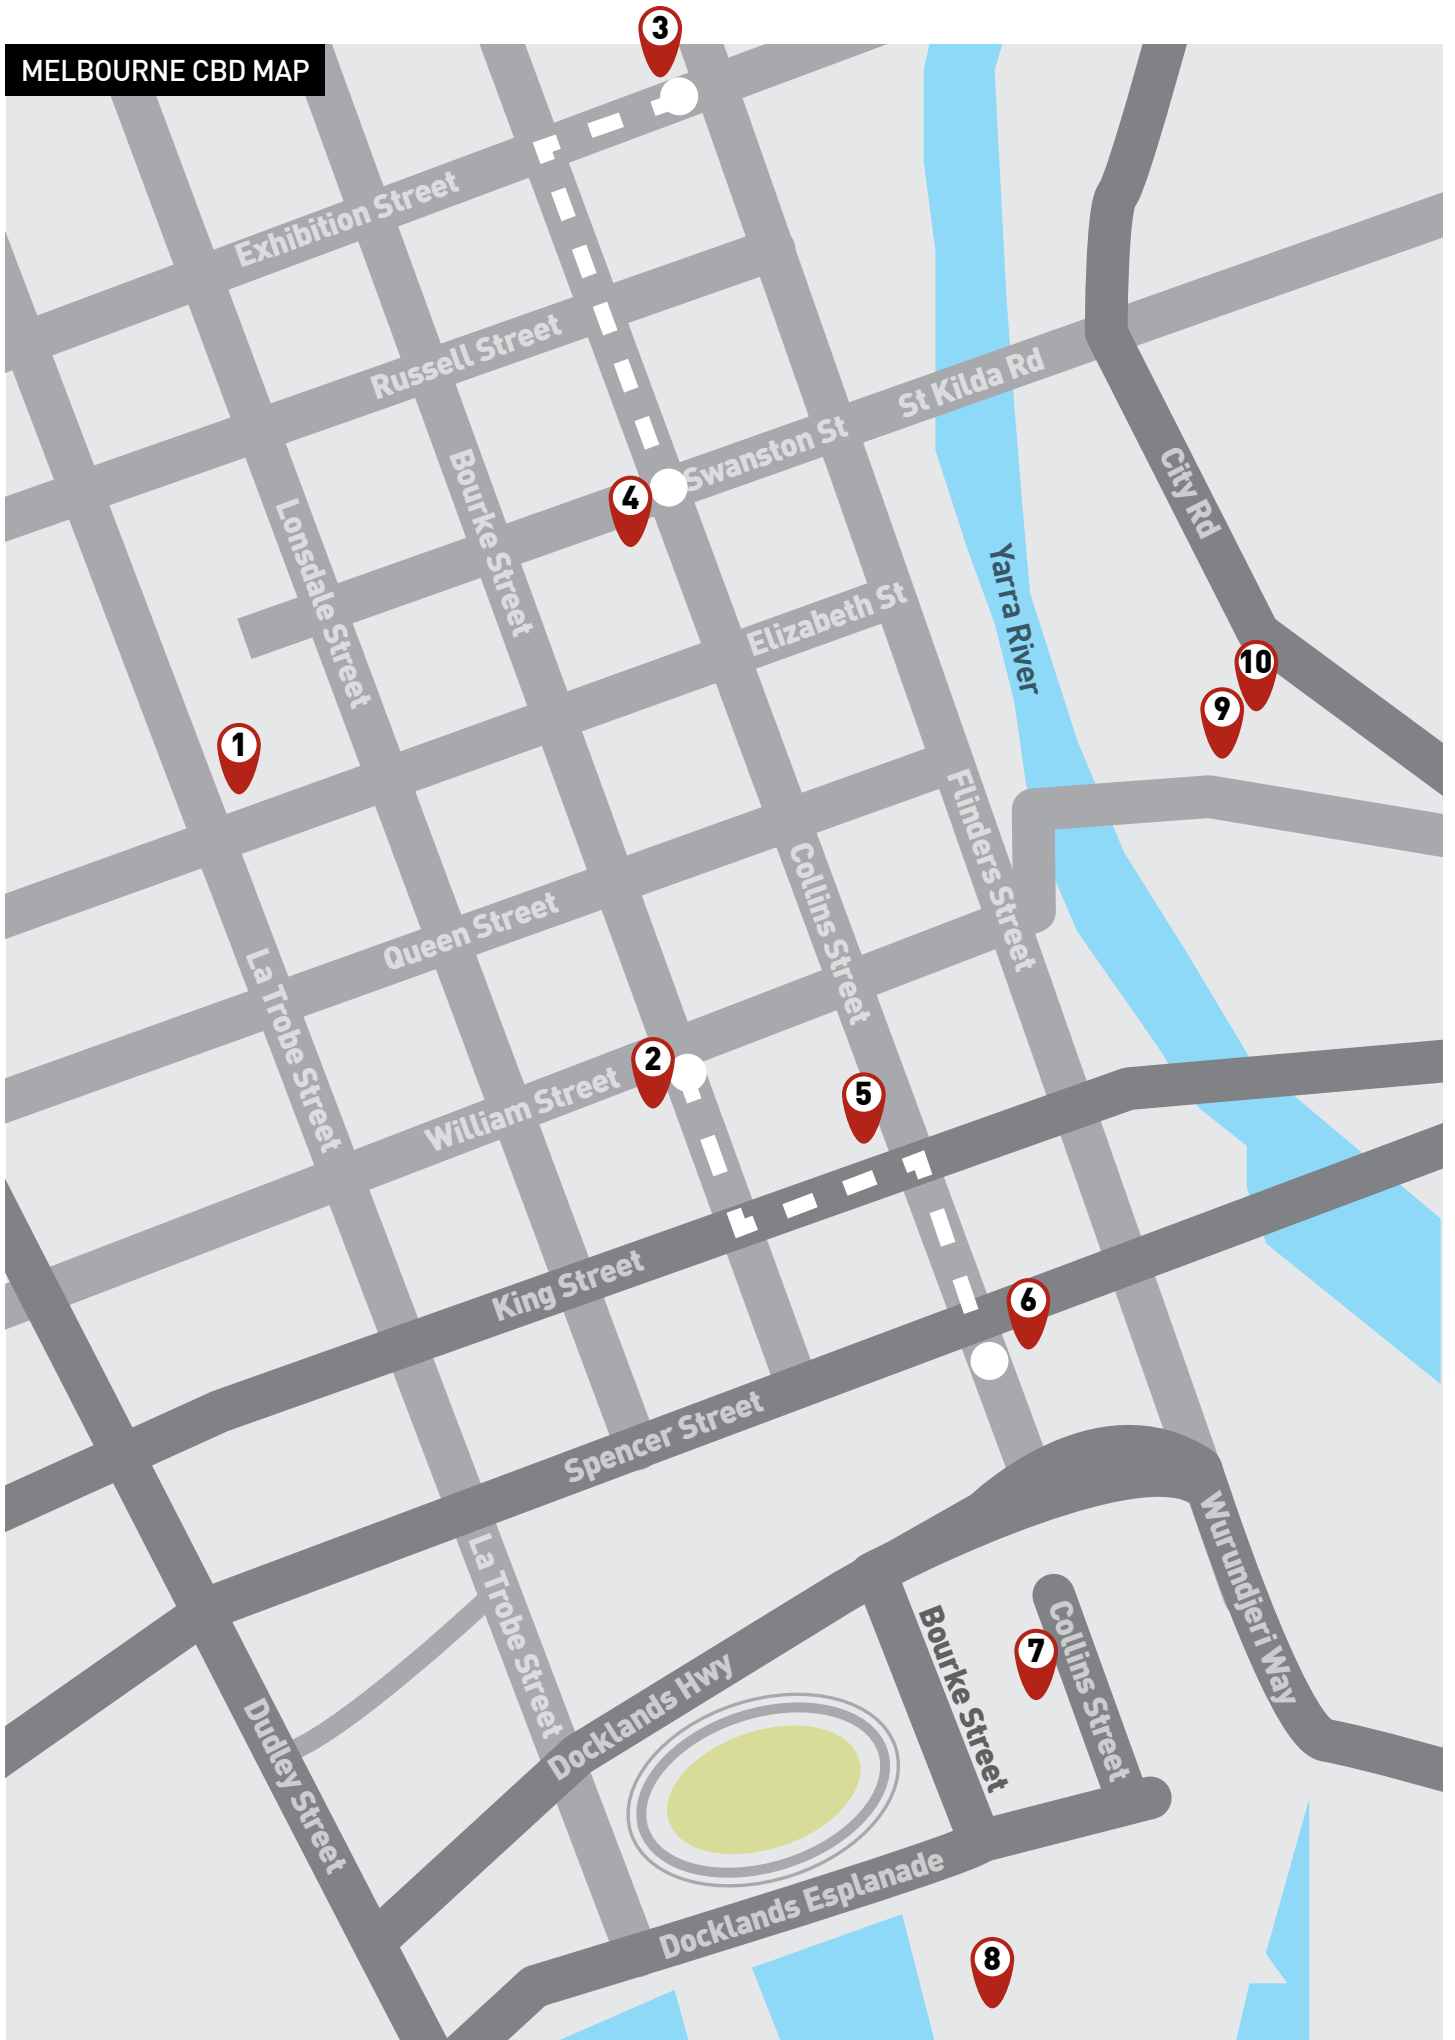 3
MELBOURNE CBD MAP
Exhibition Street
Russell Street
St Kilda Rd
Swanston St
City Rd
Bourke Street
4
Lonsdale Street
Yarra River
Elizabeth St
10
9
1
Flinders Street
Collins Street
Queen Street
La Trobe Street
2
William Street
5
King Street
6
Spencer Street
Wurundjeri Way
La Trobe Street
Collins Street
Bourke Street
7
Docklands Hwy
Dudley Street
Docklands Esplanade
8